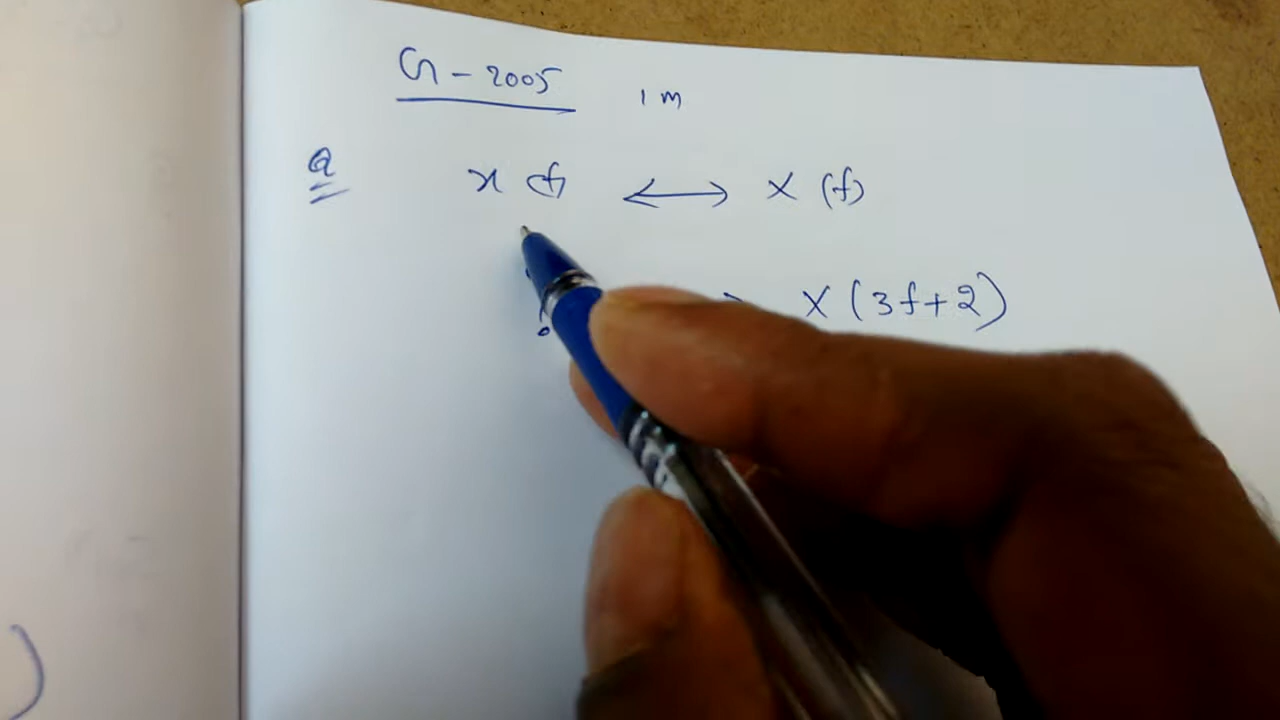 G - 2005 1 m
Q x(t) ⟷ X (f)
? → X (3f+2)